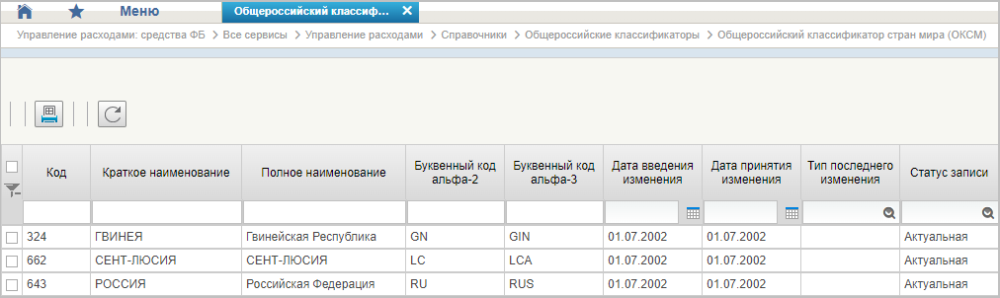 Меню
Общероссийский классиф...
Управление расходами: средства ФБ > Все сервисы > Управление расходами > Справочники > Общероссийские классификаторы > Общероссийский классификатор стран мира (ОКСМ)
Код Краткое наименование Полное наименование Буквенный код альфа-2 Буквенный код альфа-3 Дата введения изменения Дата принятия изменения Тип последнего изменения Статус записи
324 ГВИНЕЯ Гвинейская Республика GN GIN 01.07.2002 01.07.2002 Актуальная
662 СЕНТ-ЛЮСИЯ СЕНТ-ЛЮСИЯ LC LCA 01.07.2002 01.07.2002 Актуальная
643 РОССИЯ Российская Федерация RU RUS 01.07.2002 01.07.2002 Актуальная